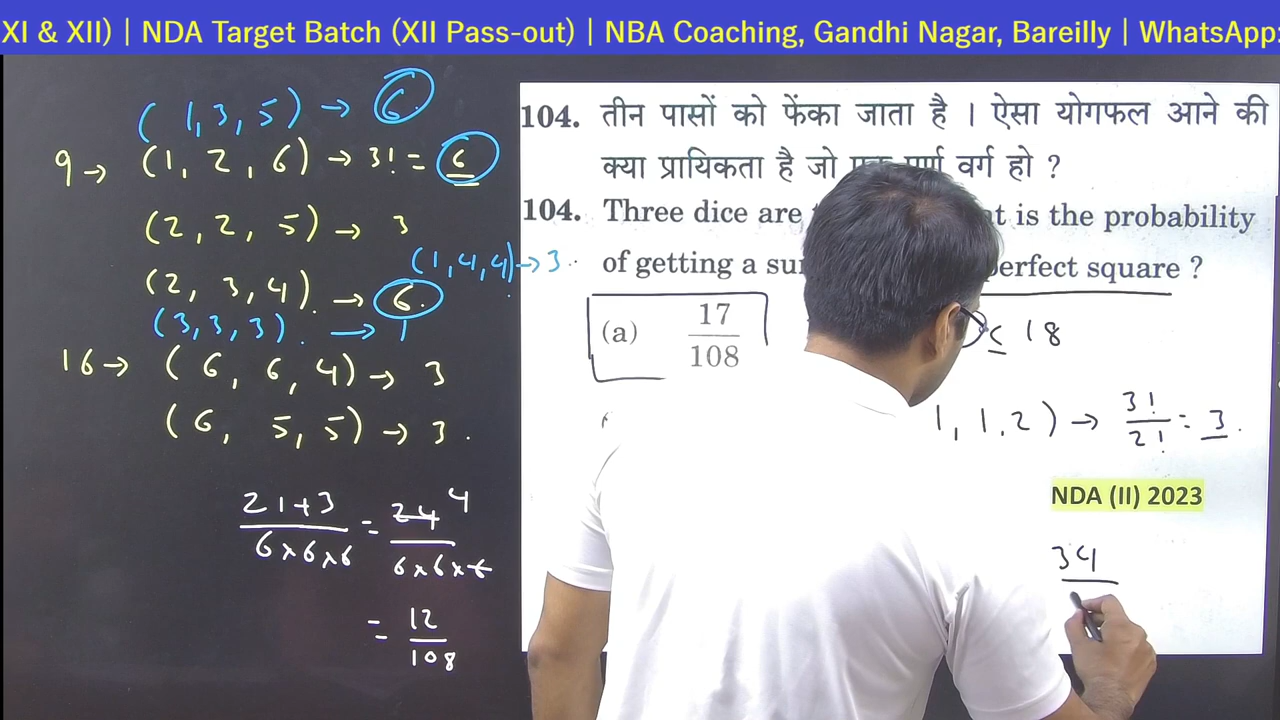 XI & XII) | NDA Target Batch (XII Pass-out) | NBA Coaching, Gandhi Nagar, Bareilly | WhatsApp:
(1,3,5) → 6
9 → (1, 2, 6) → 3! = 6
(2, 2, 5) → 3
(1,4,4) → 3
(2, 3, 4) → 6
(3,3,3) → 1
16 → (6, 6, 4) → 3
(6, 5, 5) → 3
21+3 / 6×6×6 = 24 4 / 6×6×6
= 12 / 108
104. तीन पासों को फेंका जाता है । ऐसा योगफल आने की
क्या प्रायिकता है जो वर्ग हो ?
104. Three dice are is the probability
of getting a perfect square ?
(a) 17 / 108
≤ 18
1, 1, 2) → 3! / 2! = 3
NDA (II) 2023
34